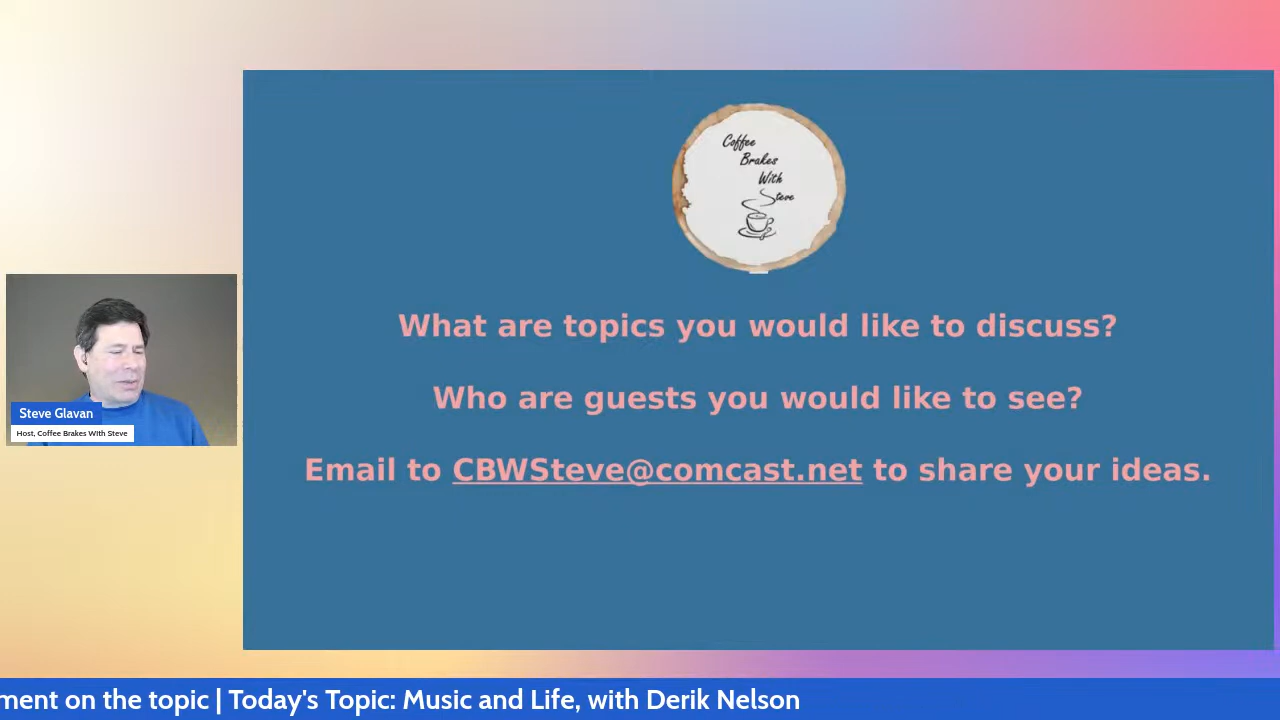 Coffee
Brakes
With
Steve
What are topics you would like to discuss?
Who are guests you would like to see?
Email to CBWSteve@comcast.net to share your ideas.
Steve Glavan
Host, Coffee Brakes With Steve
ment on the topic | Today's Topic: Music and Life, with Derik Nelson